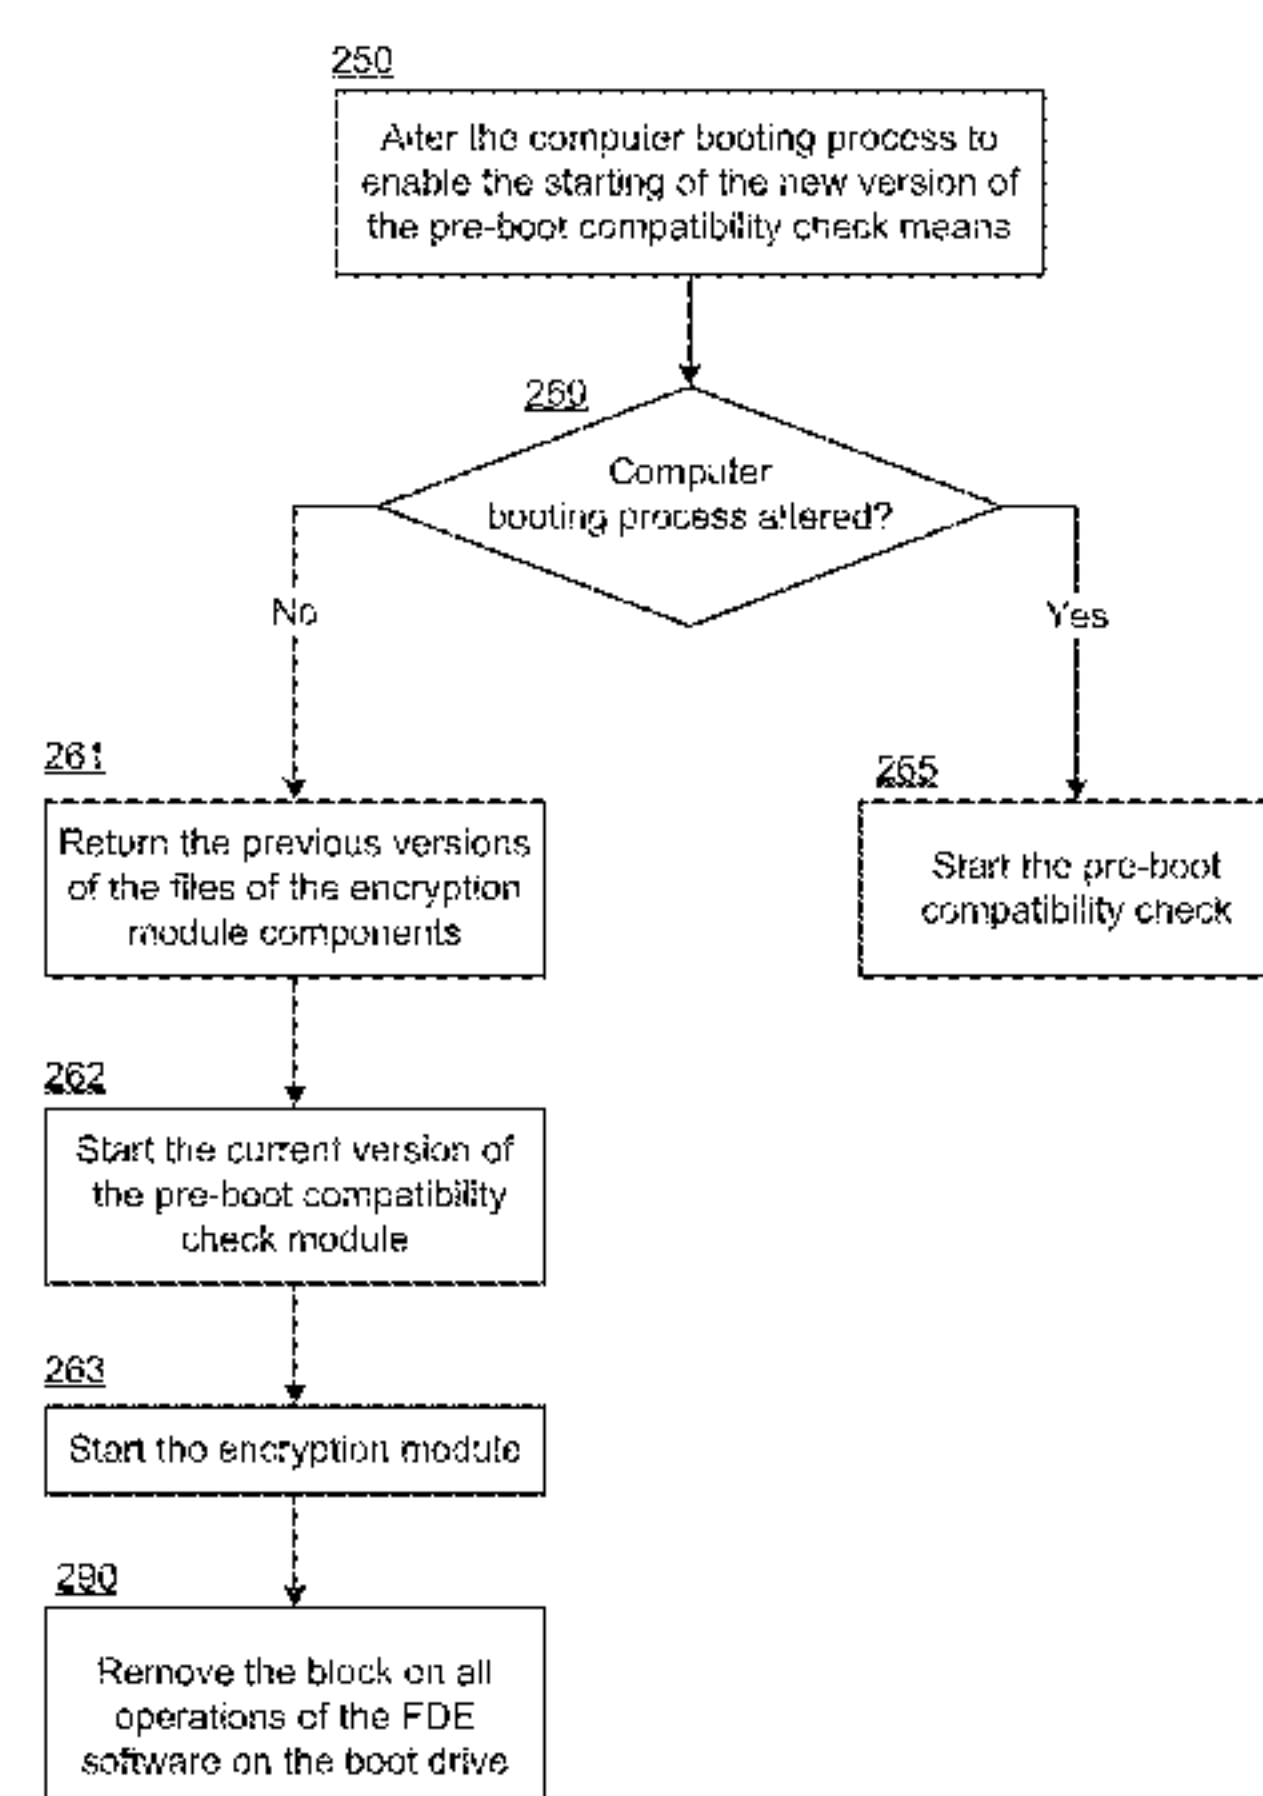 250
Alter the computer booting process to
enable the starting of the new version of
the pre-boot compatibility check means
260
Computer
booting process altered?
No
Yes
261
Return the previous versions
of the files of the encryption
module components
265
Start the pre-boot
compatibility check
262
Start the current version of
the pre-boot compatibility
check module
263
Start the encryption module
290
Remove the block on all
operations of the FDE
software on the boot drive